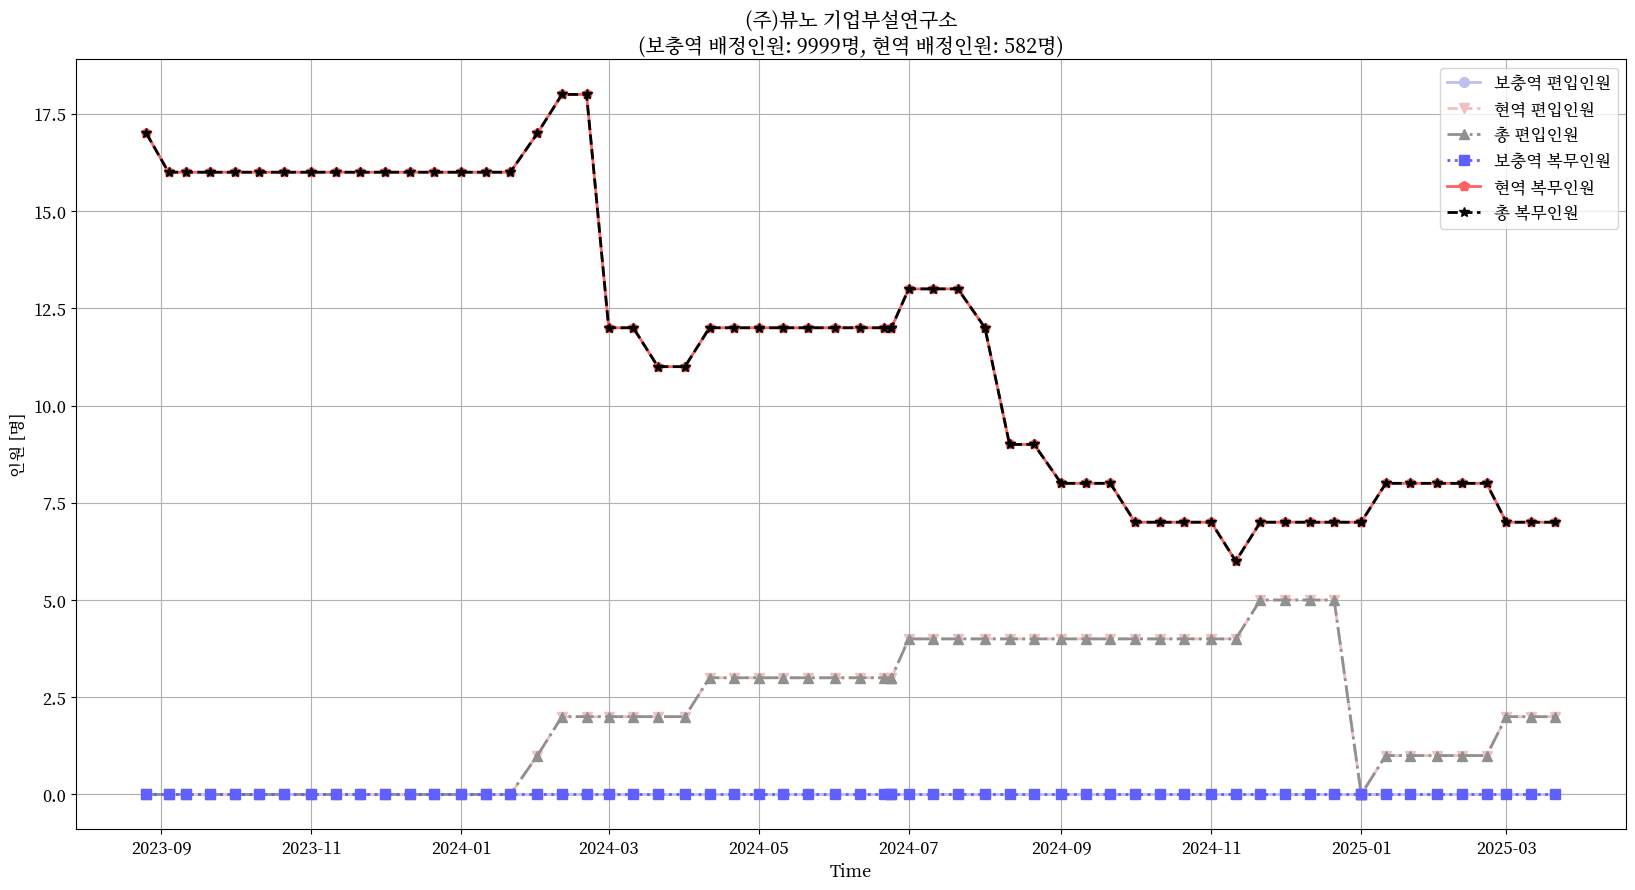 (주)뷰노 기업부설연구소
(보충역 배정인원: 9999명, 현역 배정인원: 582명)
보충역 편입인원
현역 편입인원
총 편입인원
보충역 복무인원
현역 복무인원
총 복무인원
인원 [명]
17.5
15.0
12.5
10.0
7.5
5.0
2.5
0.0
2023-09
2023-11
2024-01
2024-03
2024-05
2024-07
2024-09
2024-11
2025-01
2025-03
Time